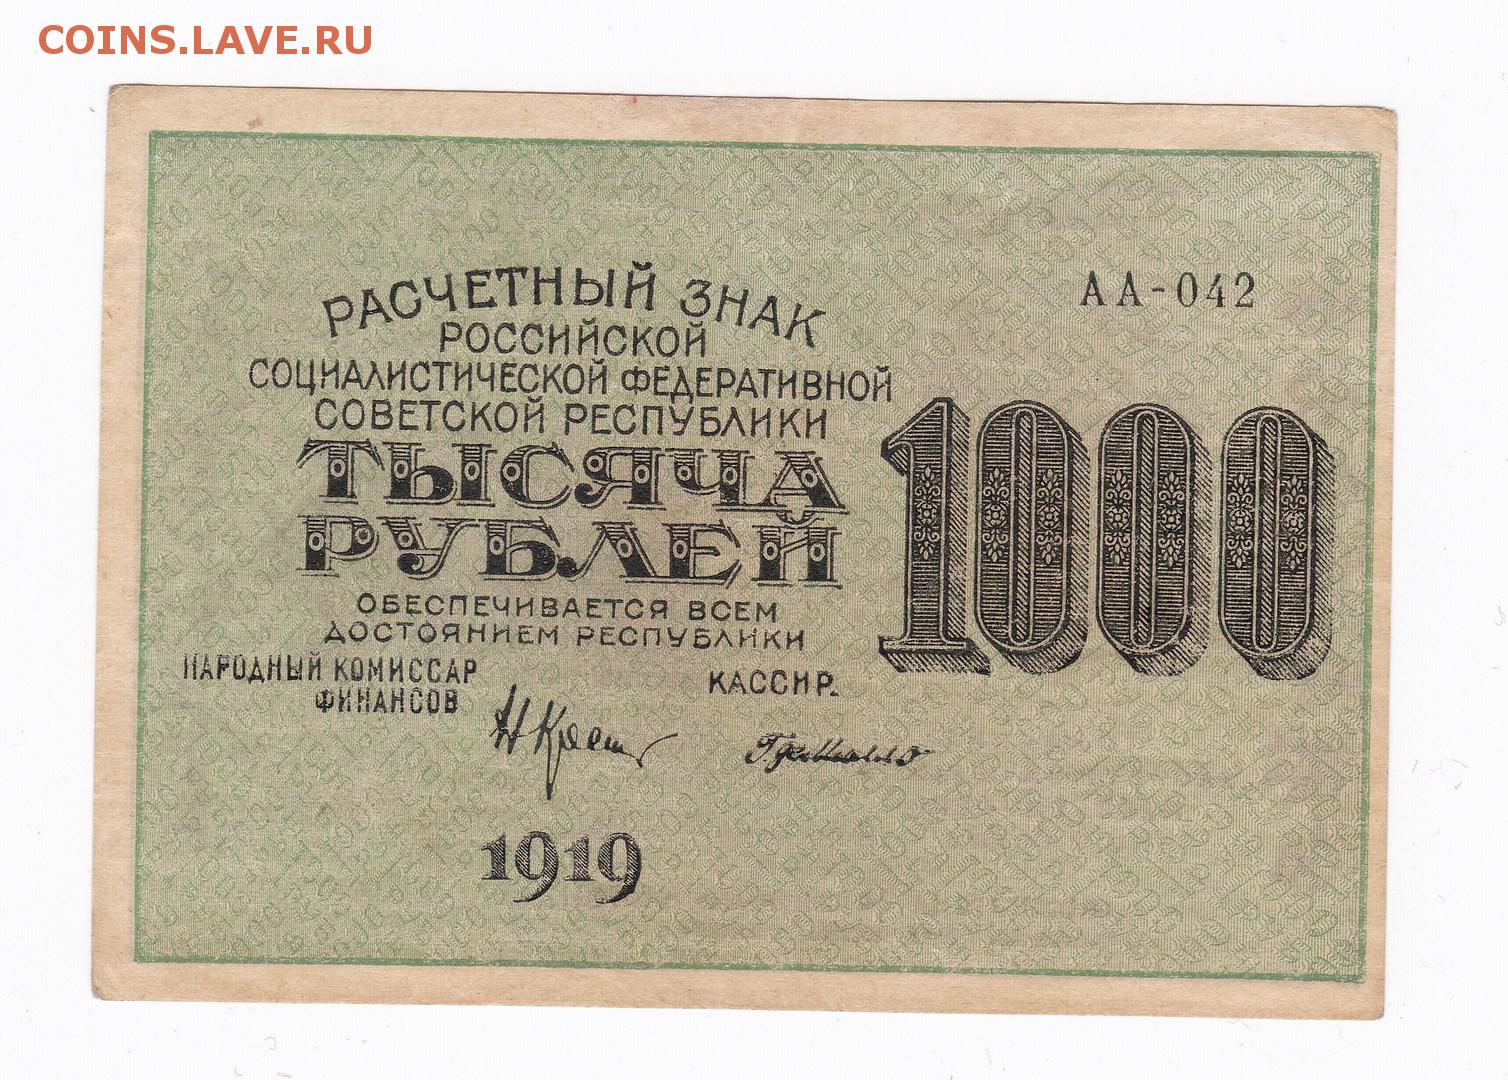 COINS.LAVE.RU
РАСЧЕТНЫЙ ЗНАК
АА-042
РОССИЙСКОЙ
СОЦИАЛИСТИЧЕСКОЙ ФЕДЕРАТИВНОЙ
СОВЕТСКОЙ РЕСПУБЛИКИ
ТЫСЯЧА
РУБЛЕЙ
1000
ОБЕСПЕЧИВАЕТСЯ ВСЕМ
ДОСТОЯНИЕМ РЕСПУБЛИКИ
НАРОДНЫЙ КОМИССАР
ФИНАНСОВ
КАССИР.
1919